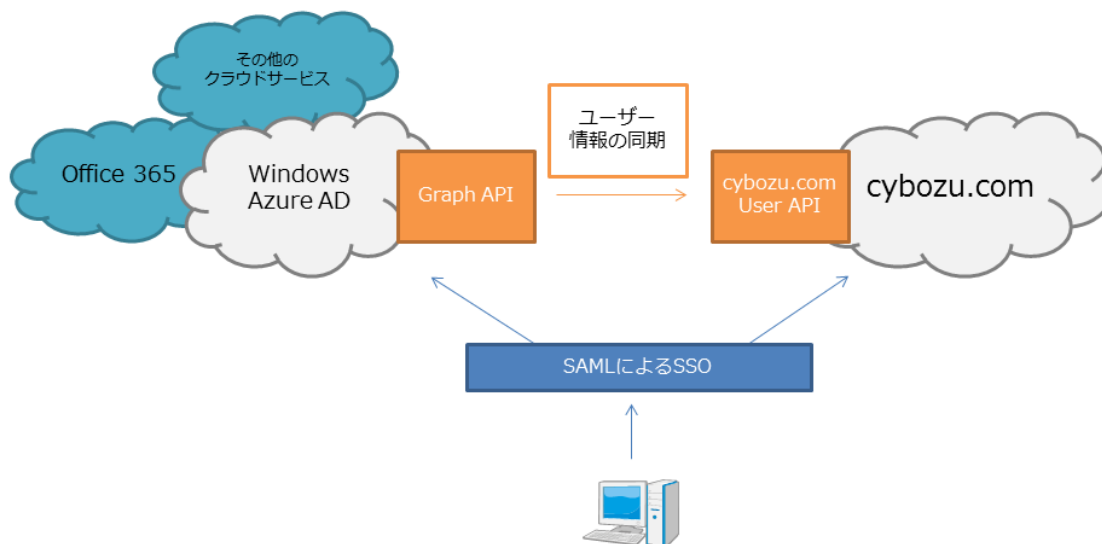 その他の
クラウドサービス
Office 365
Windows
Azure AD
Graph API
ユーザー
情報の同期
cybozu.com
User API
cybozu.com
SAMLによるSSO